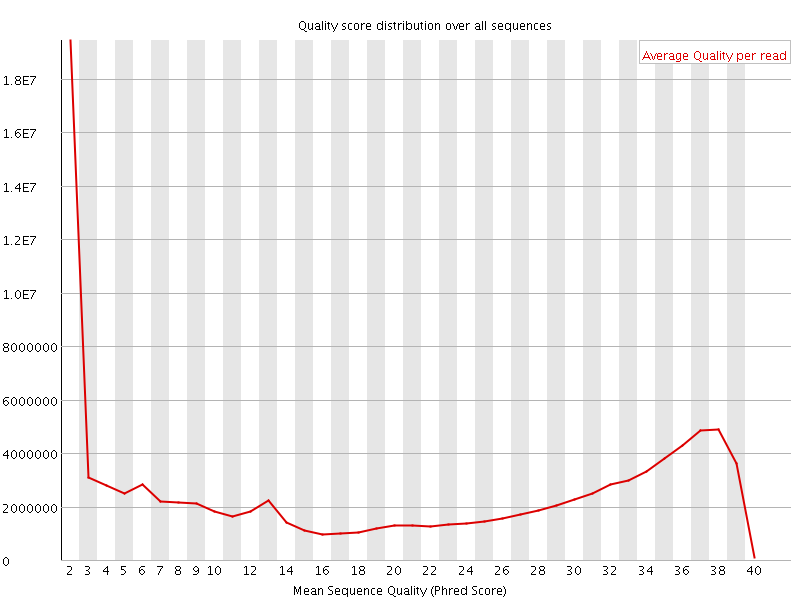 Quality score distribution over all sequences
Average Quality per read
1.8E7
1.6E7
1.4E7
1.2E7
1.0E7
8000000
6000000
4000000
2000000
0
2 3 4 5 6 7 8 9 10 12 14 16 18 20 22 24 26 28 30 32 34 36 38 40
Mean Sequence Quality (Phred Score)